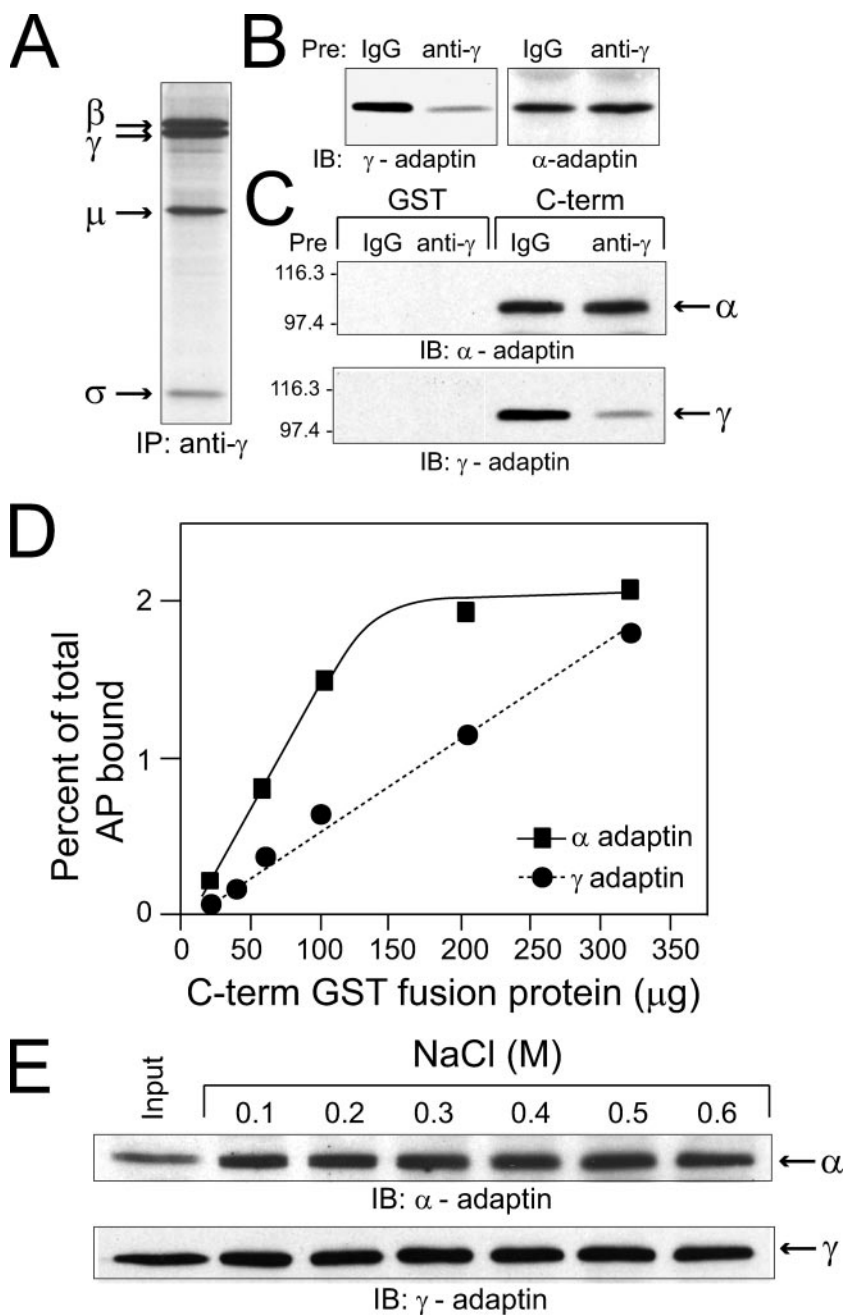 A
β
γ
μ
σ
IP: anti-γ
B
Pre: IgG anti-γ IgG anti-γ
IB: γ - adaptin α-adaptin
C
GST C-term
Pre IgG anti-γ IgG anti-γ
116.3 -
97.4 -
α
IB: α - adaptin
116.3 -
97.4 -
γ
IB: γ - adaptin
D
Percent of total
AP bound
2
1
0
α adaptin
γ adaptin
0 50 100 150 200 250 300 350
C-term GST fusion protein (μg)
E
Input
NaCl (M)
0.1 0.2 0.3 0.4 0.5 0.6
α
IB: α - adaptin
γ
IB: γ - adaptin